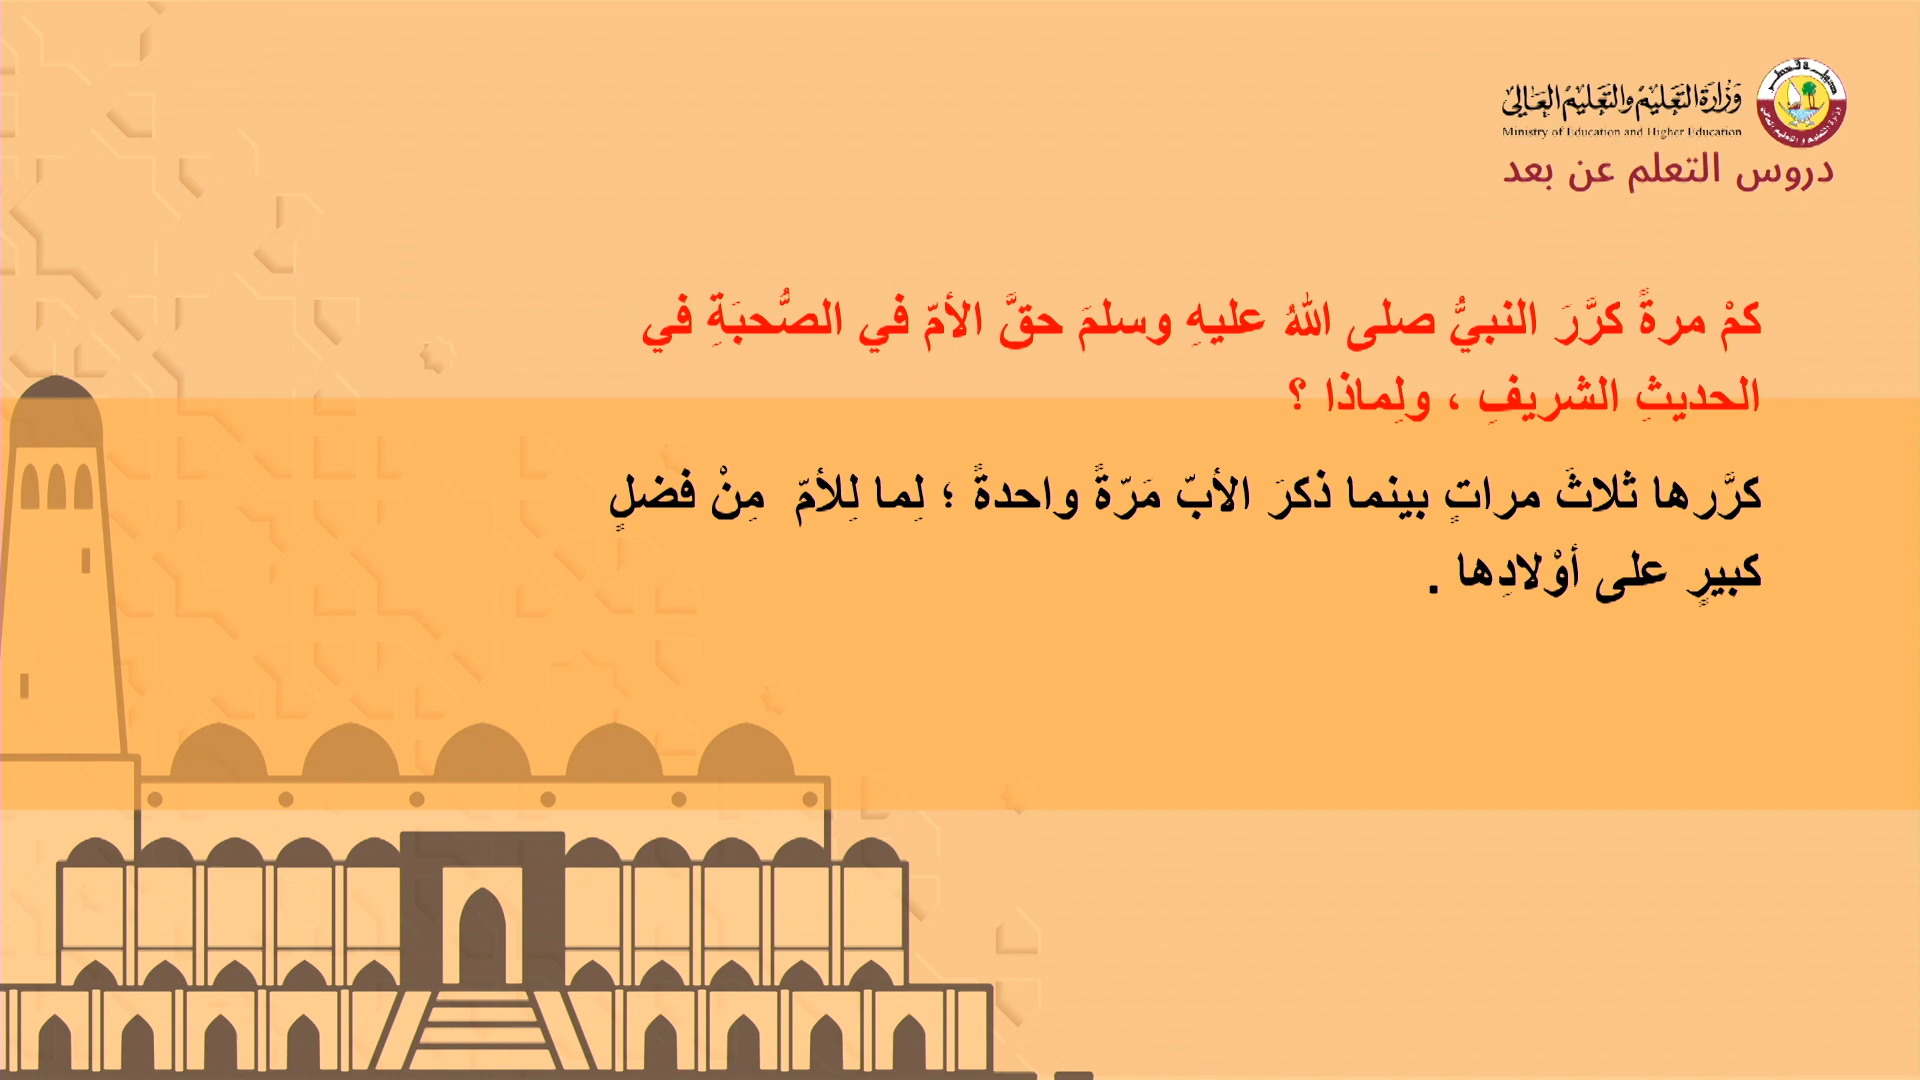 وزارة التعليم والتعليم العالي
Ministry of Education and Higher Education
دروس التعلم عن بعد
كمْ مرةً كرَّرَ النبيُّ صلى اللهُ عليهِ وسلمَ حقَّ الأمّ في الصُّحبَةِ في
الحديثِ الشريفِ ، ولِماذا ؟
كرَّرها ثلاثَ مراتٍ بينما ذكرَ الأبّ مَرّةً واحدةً ؛ لِما لِلأمّ مِنْ فضلٍ
كبيرٍ على أوْلادِها .